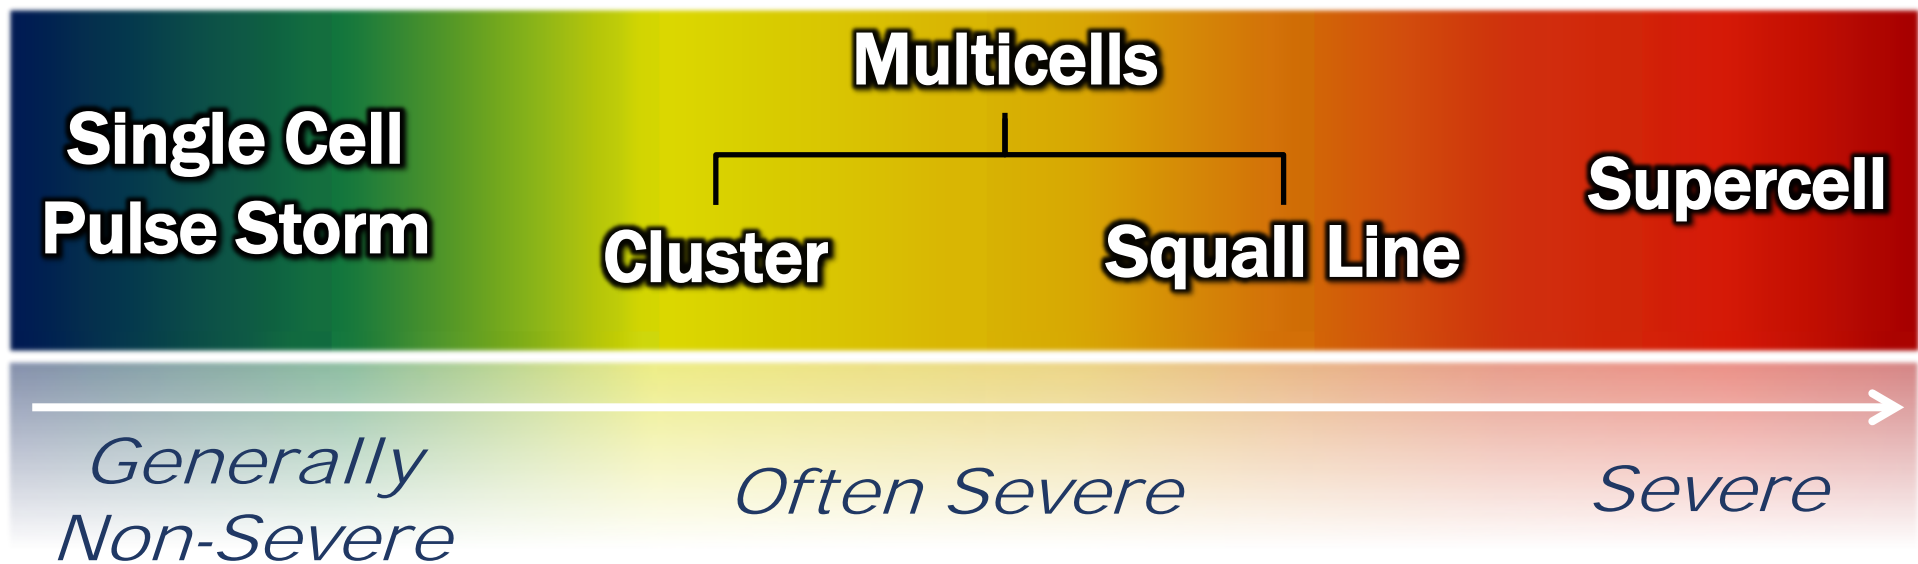 Multicells
Single Cell
Pulse Storm
Cluster
Squall Line
Supercell
Generally
Non-Severe
Often Severe
Severe